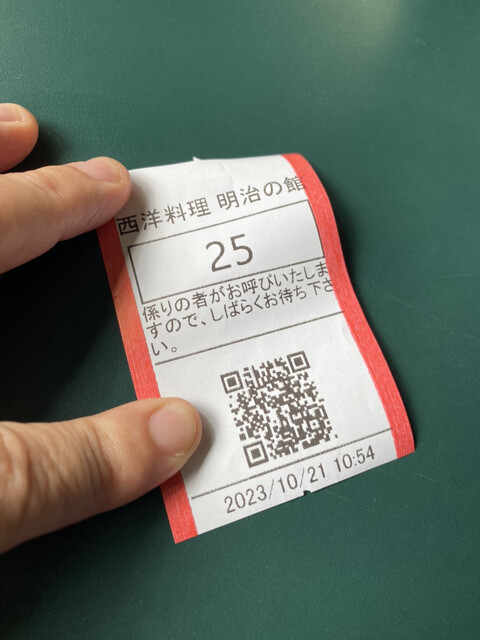 西洋料理 明治の館
25
係りの者がお呼びいたしま
すので、しばらくお待ち下さ
い。
2023/10/21 10:54